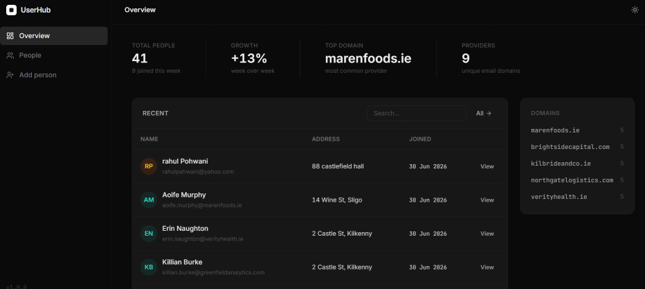 UserHub
Overview
Overview
People
Add person
TOTAL PEOPLE
41
9 joined this week
GROWTH
+13%
week over week
TOP DOMAIN
marenfoods.ie
most common provider
PROVIDERS
9
unique email domains
RECENT
Search...
All →
NAME
ADDRESS
JOINED
RP
rahul Pohwani
rahulpohwani@yahoo.com
88 castlefield hall
30 Jun 2026
View
AM
Aoife Murphy
aoife.murphy@marenfoods.ie
14 Wine St, Sligo
30 Jun 2026
View
EN
Erin Naughton
erin.naughton@verityhealth.ie
2 Castle St, Kilkenny
30 Jun 2026
View
KB
Killian Burke
killian.burke@greenfieldanalytics.com
2 Castle St, Kilkenny
30 Jun 2026
View
DOMAINS
marenfoods.ie 5
brightsidecapital.com 5
kilbrideandco.ie 5
northgatelogistics.com 5
verityhealth.ie 5